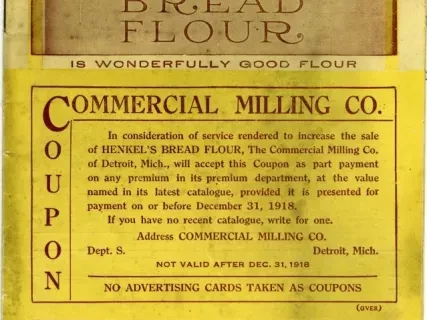 BREAD
FLOUR
IS WONDERFULLY GOOD FLOUR
COUPON
COMMERCIAL MILLING CO.
In consideration of service rendered to increase the sale
of HENKEL'S BREAD FLOUR, The Commercial Milling Co.
of Detroit, Mich., will accept this Coupon as part payment
on any premium in its premium department, at the value
named in its latest catalogue, provided it is presented for
payment on or before December 31, 1918.
If you have no recent catalogue, write for one.
Address COMMERCIAL MILLING CO.
Dept. S. Detroit, Mich.
NOT VALID AFTER DEC. 31, 1918
NO ADVERTISING CARDS TAKEN AS COUPONS
(OVER)